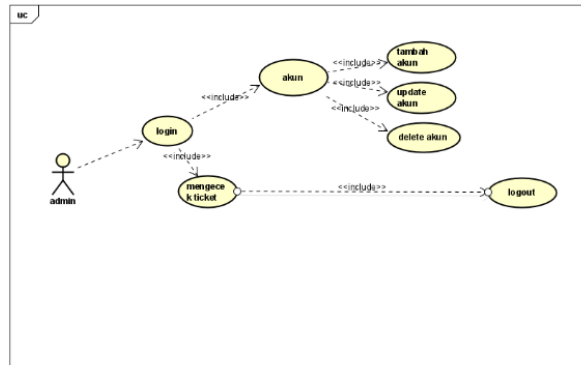 uc
tambah
akun
<<include>>
akun
<<include>>
update
akun
<<include>>
<<include>>
login
delete akun
<<include>>
admin
mengece
k ticket
<<include>>
logout